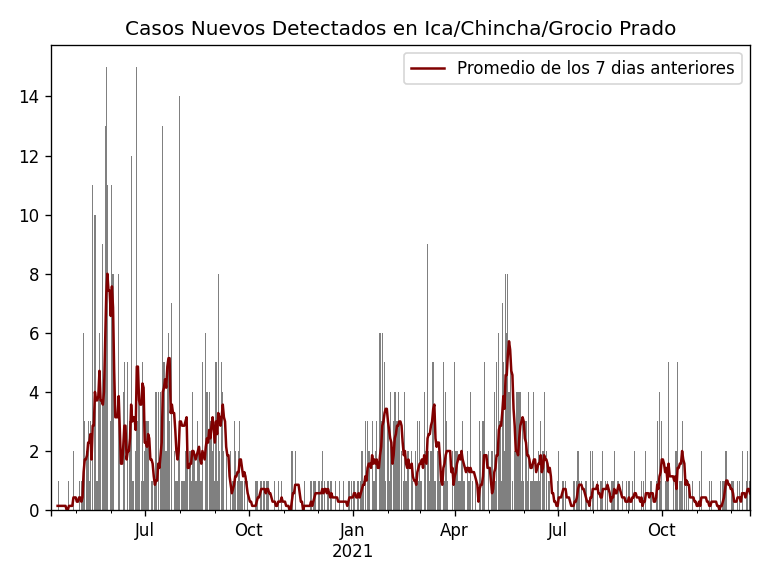 Casos Nuevos Detectados en Ica/Chincha/Grocio Prado
Promedio de los 7 dias anteriores
14
12
10
8
6
4
2
0
Jul
Oct
Jan
2021
Apr
Jul
Oct